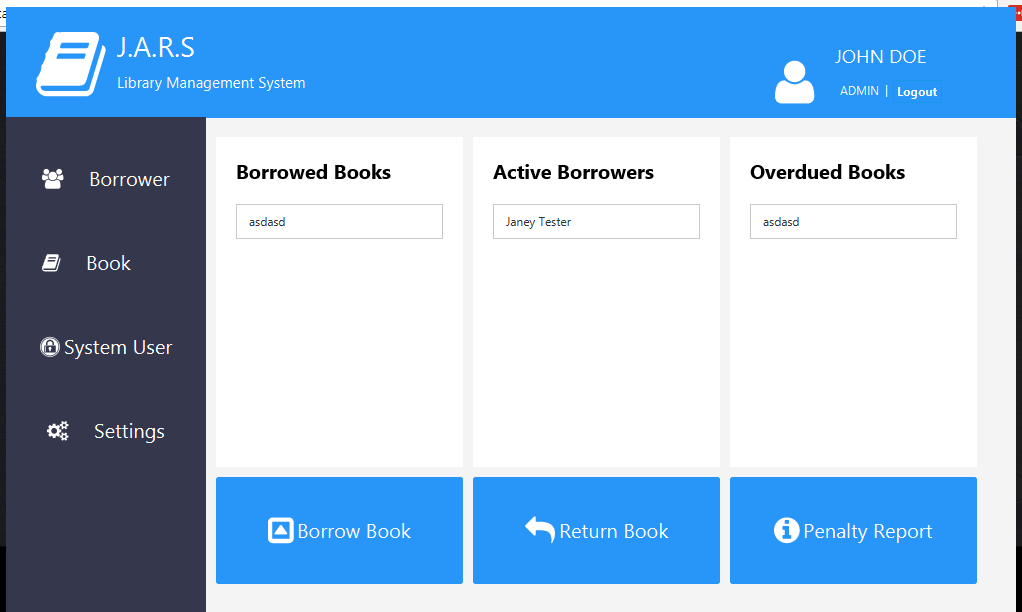 J.A.R.S
Library Management System
JOHN DOE
ADMIN | Logout
Borrower
Book
System User
Settings
Borrowed Books
asdasd
Active Borrowers
Janey Tester
Overdued Books
asdasd
Borrow Book
Return Book
Penalty Report